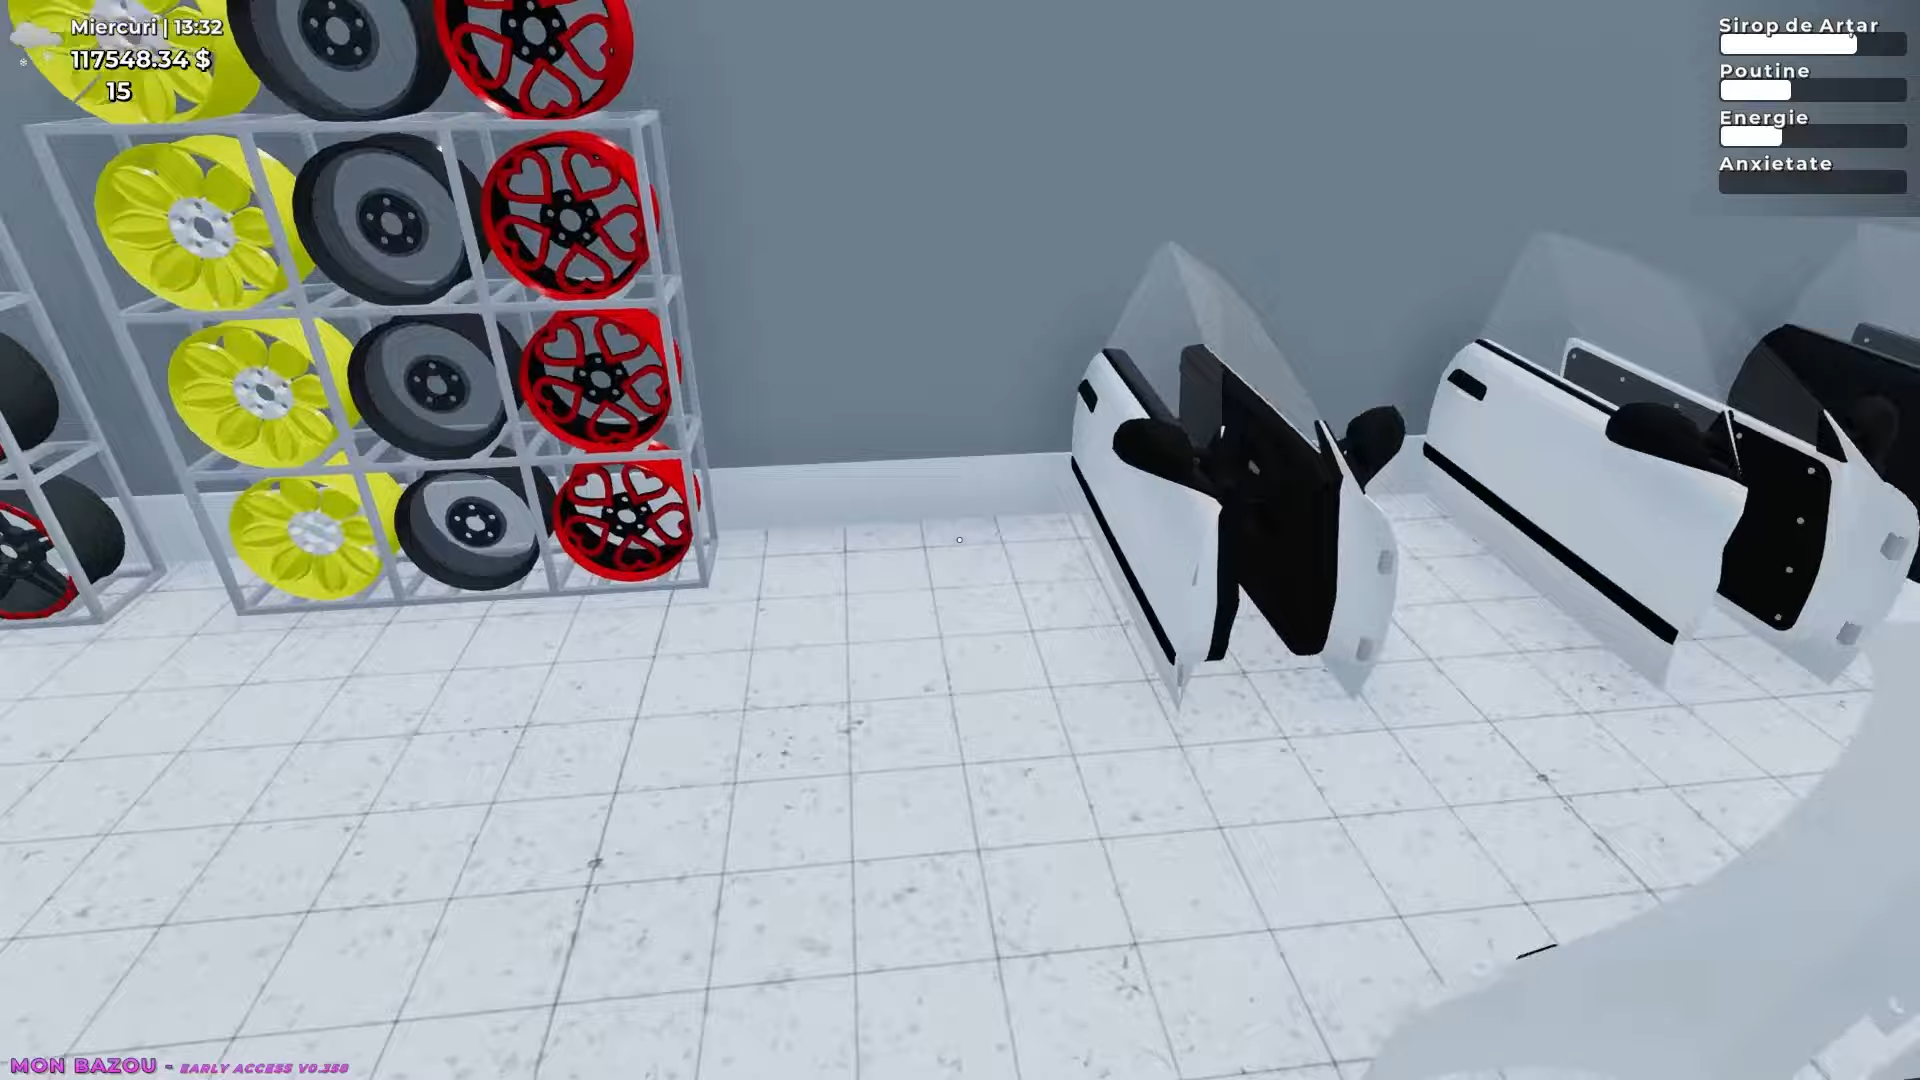 Miercuri | 13:32
117548.34 $
15
Sirop de Arțar
Poutine
Energie
Anxietate
MON BAZOU - EARLY ACCESS V0.358